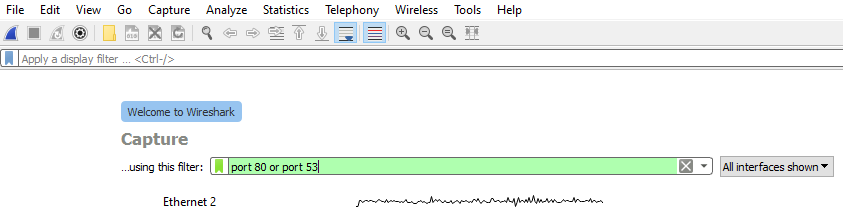 File Edit View Go Capture Analyze Statistics Telephony Wireless Tools Help
Apply a display filter ... <Ctrl-/>
Welcome to Wireshark
Capture
...using this filter: port 80 or port 53 All interfaces shown
Ethernet 2